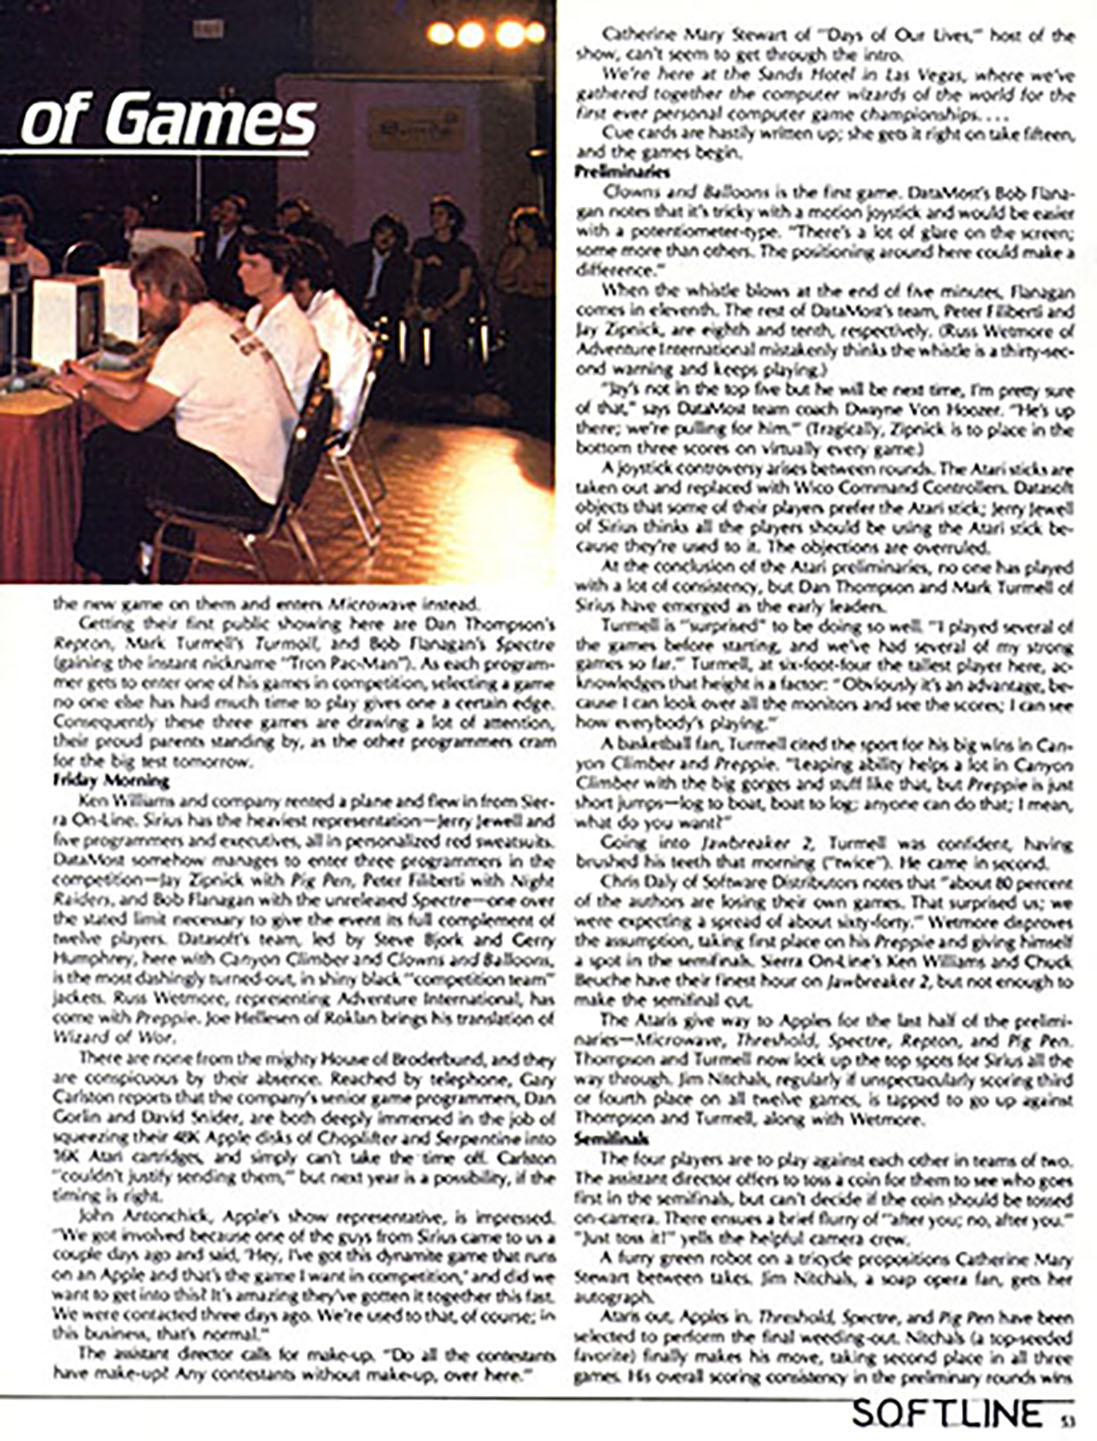 of Games
the new game on them and enters Microwave instead.
Getting their first public showing here are Dan Thompson's
Repton, Mark Turmell's Turmoil, and Bob Flanagan's Spectre
(gaining the instant nickname "Tron Pac-Man"). As each program-
mer gets to enter one of his games in competition, selecting a game
no one else has had much time to play gives one a certain edge.
Consequently these three games are drawing a lot of attention,
their proud parents standing by, as the other programmers cram
for the big test tomorrow.
Friday Morning
Ken Williams and company rented a plane and flew in from Sier-
ra On-Line. Sirius has the heaviest representation—Jerry Jewell and
five programmers and executives, all in personalized red sweatsuits.
DataMost somehow manages to enter three programmers in the
competition—Jay Zipnick with Pig Pen, Peter Filiberti with Night
Raiders, and Bob Flanagan with the unreleased Spectre—one over
the stated limit necessary to give the event its full complement of
twelve players. Datasoft's team, led by Steve Bjork and Gerry
Humphrey, here with Canyon Climber and Clowns and Balloons,
is the most dashingly turned-out, in shiny black "competition team"
jackets. Russ Wetmore, representing Adventure International, has
come with Preppie. Joe Hellesen of Roklan brings his translation of
Wizard of Wor.
There are none from the mighty House of Broderbund, and they
are conspicuous by their absence. Reached by telephone, Gary
Carlston reports that the company's senior game programmers, Dan
Gorlin and David Snider, are both deeply immersed in the job of
squeezing their 48K Apple disks of Choplifter and Serpentine into
16K Atari cartridges, and simply can't take the time off. Carlston
"couldn't justify sending them," but next year is a possibility, if the
timing is right.
John Antonchick, Apple's show representative, is impressed.
"We got involved because one of the guys from Sirius came to us a
couple days ago and said, 'Hey, I've got this dynamite game that runs
on an Apple and that's the game I want in competition,' and did we
want to get into this? It's amazing they've gotten it together this fast.
We were contacted three days ago. We're used to that, of course; in
this business, that's normal."
The assistant director calls for make-up. "Do all the contestants
have make-up? Any contestants without make-up, over here."
Catherine Mary Stewart of "Days of Our Lives," host of the
show, can't seem to get through the intro.
We're here at the Sands Hotel in Las Vegas, where we've
gathered together the computer wizards of the world for the
first ever personal computer game championships. . . .
Cue cards are hastily written up; she gets it right on take fifteen,
and the games begin.
Preliminaries
Clowns and Balloons is the first game. DataMost's Bob Flana-
gan notes that it's tricky with a motion joystick and would be easier
with a potentiometer-type. "There's a lot of glare on the screen;
some more than others. The positioning around here could make a
difference."
When the whistle blows at the end of five minutes, Flanagan
comes in eleventh. The rest of DataMost's team, Peter Filiberti and
Jay Zipnick, are eighth and tenth, respectively. (Russ Wetmore of
Adventure International mistakenly thinks the whistle is a thirty-sec-
ond warning and keeps playing.)
"Jay's not in the top five but he will be next time, I'm pretty sure
of that," says DataMost team coach Dwayne Von Hoozer. "He's up
there; we're pulling for him." (Tragically, Zipnick is to place in the
bottom three scores on virtually every game.)
A joystick controversy arises between rounds. The Atari sticks are
taken out and replaced with Wico Command Controllers. Datasoft
objects that some of their players prefer the Atari stick; Jerry Jewell
of Sirius thinks all the players should be using the Atari stick be-
cause they're used to it. The objections are overruled.
At the conclusion of the Atari preliminaries, no one has played
with a lot of consistency, but Dan Thompson and Mark Turmell of
Sirius have emerged as the early leaders.
Turmell is "surprised" to be doing so well. "I played several of
the games before starting, and we've had several of my strong
games so far." Turmell, at six-foot-four the tallest player here, ac-
knowledges that height is a factor: "Obviously it's an advantage, be-
cause I can look over all the monitors and see the scores; I can see
how everybody's playing."
A basketball fan, Turmell cited the sport for his big wins in Can-
yon Climber and Preppie. "Leaping ability helps a lot in Canyon
Climber with the big gorges and stuff like that, but Preppie is just
short jumps—log to boat, boat to log; anyone can do that; I mean,
what do you want?"
Going into Jawbreaker 2, Turmell was confident, having
brushed his teeth that morning ("twice"). He came in second.
Chris Daly of Software Distributors notes that "about 80 percent
of the authors are losing their own games. That surprised us; we
were expecting a spread of about sixty-forty." Wetmore disproves
the assumption, taking first place on his Preppie and giving himself
a spot in the semifinals. Sierra On-Line's Ken Williams and Chuck
Beuche have their finest hour on Jawbreaker 2, but not enough to
make the semifinal cut.
The Ataris give way to Apples for the last half of the prelimi-
naries—Microwave, Threshold, Spectre, Repton, and Pig Pen.
Thompson and Turmell now lock up the top spots for Sirius all the
way through. Jim Nitchals, regularly if unspectacularly scoring third
or fourth place on all twelve games, is tapped to go up against
Thompson and Turmell, along with Wetmore.
Semifinals
The four players are to play against each other in teams of two.
The assistant director offers to toss a coin for them to see who goes
first in the semifinals, but can't decide if the coin should be tossed
on-camera. There ensues a brief flurry of "after you; no, after you."
"Just toss it!" yells the helpful camera crew.
A furry green robot on a tricycle propositions Catherine Mary
Stewart between takes. Jim Nitchals, a soap opera fan, gets her
autograph.
Ataris out, Apples in. Threshold, Spectre, and Pig Pen have been
selected to perform the final weeding-out. Nitchals (a top-seeded
favorite) finally makes his move, taking second place in all three
games. His overall scoring consistency in the preliminary rounds wins
SOFTLINE 53